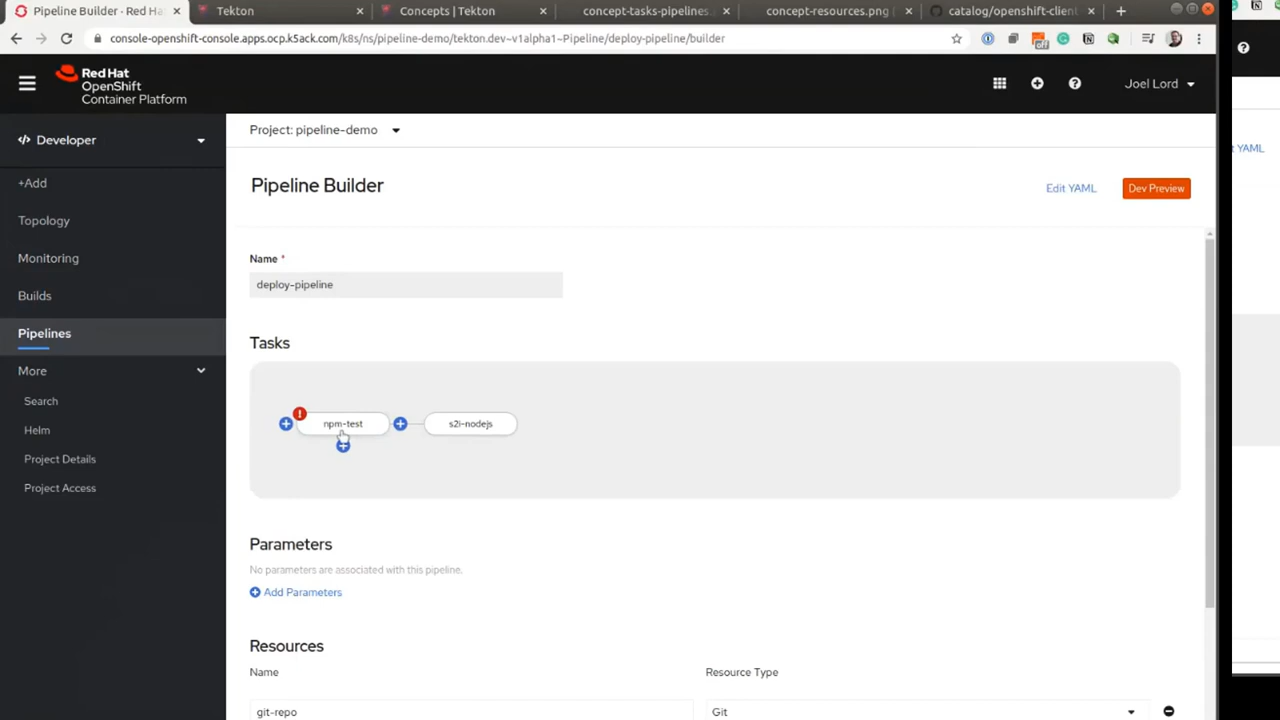 Pipeline Builder · Red Ha
Tekton
Concepts | Tekton
concept-tasks-pipelines.
concept-resources.png
catalog/openshift-client
console-openshift-console.apps.ocp.k5ack.com/k8s/ns/pipeline-demo/tekton.dev~v1alpha1~Pipeline/deploy-pipeline/builder
off
Red Hat
OpenShift
Container Platform
Joel Lord
Developer
Project: pipeline-demo
t YAML
+Add
Pipeline Builder
Edit YAML
Dev Preview
Topology
Monitoring
Name *
deploy-pipeline
Builds
Pipelines
Tasks
More
Search
npm-test
s2i-nodejs
Helm
Project Details
Project Access
Parameters
No parameters are associated with this pipeline.
Add Parameters
Resources
Name
Resource Type
git-repo
Git